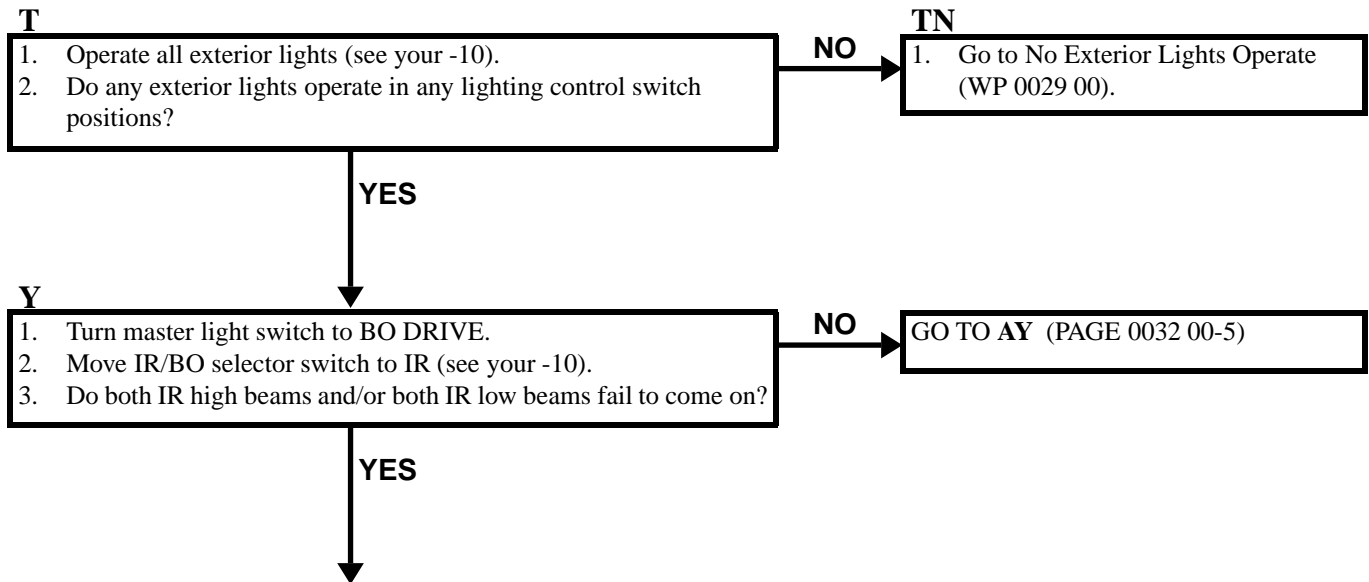 T
1. Operate all exterior lights (see your -10).
2. Do any exterior lights operate in any lighting control switch
positions?
NO
TN
1. Go to No Exterior Lights Operate
(WP 0029 00).
YES
Y
1. Turn master light switch to BO DRIVE.
2. Move IR/BO selector switch to IR (see your -10).
3. Do both IR high beams and/or both IR low beams fail to come on?
NO
GO TO AY (PAGE 0032 00-5)
YES